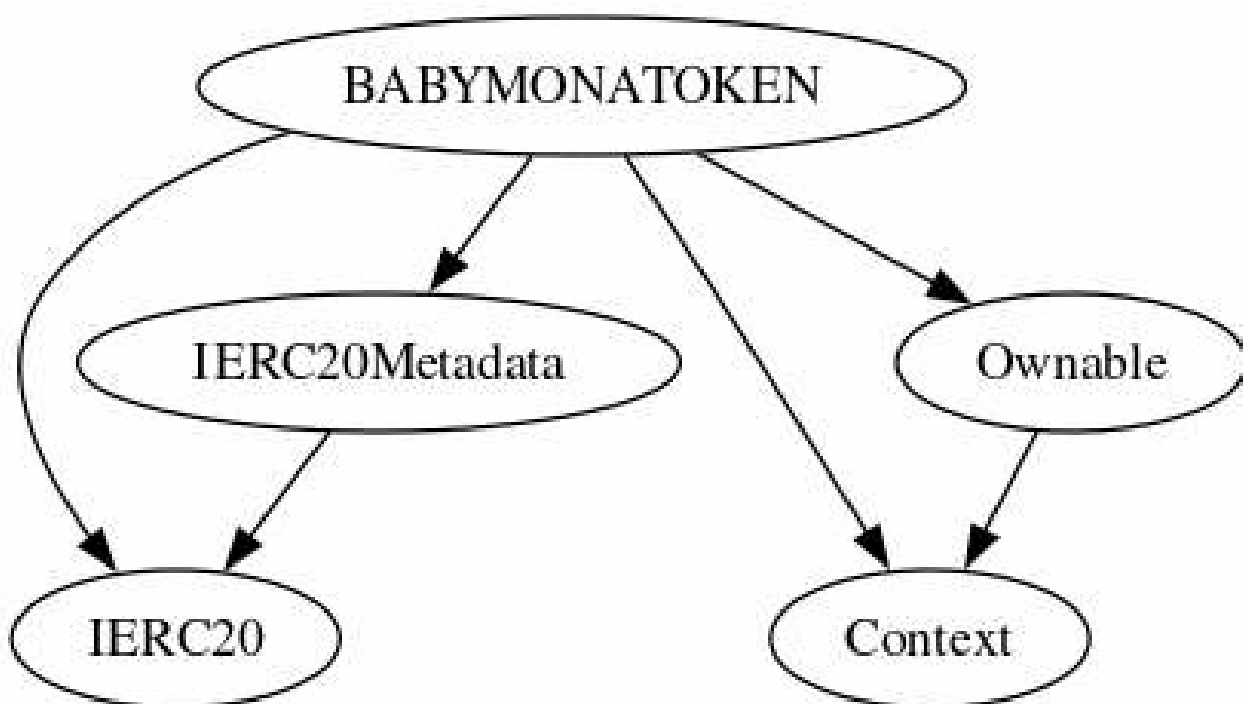 BABYMONATOKEN
IERC20Metadata
Ownable
IERC20
Context